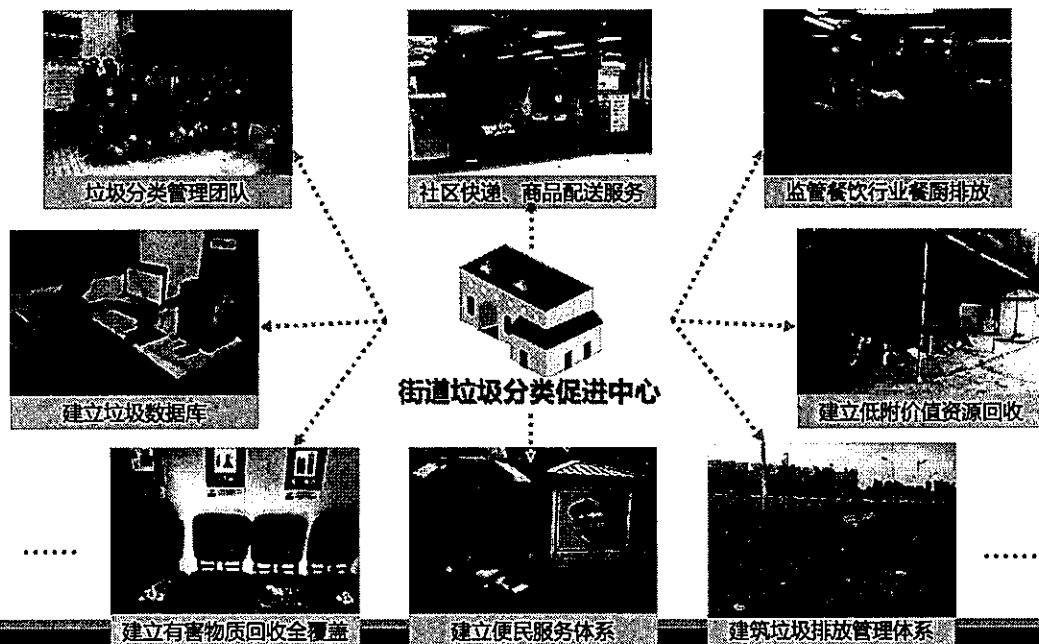 垃圾分类管理团队
社区快递、商品配送服务
监管餐饮行业餐厨排放
建立垃圾数据库
街道垃圾分类促进中心
建立低附价值资源回收
建立有害物质回收全覆盖
建立便民服务体系
建筑垃圾排放管理体系